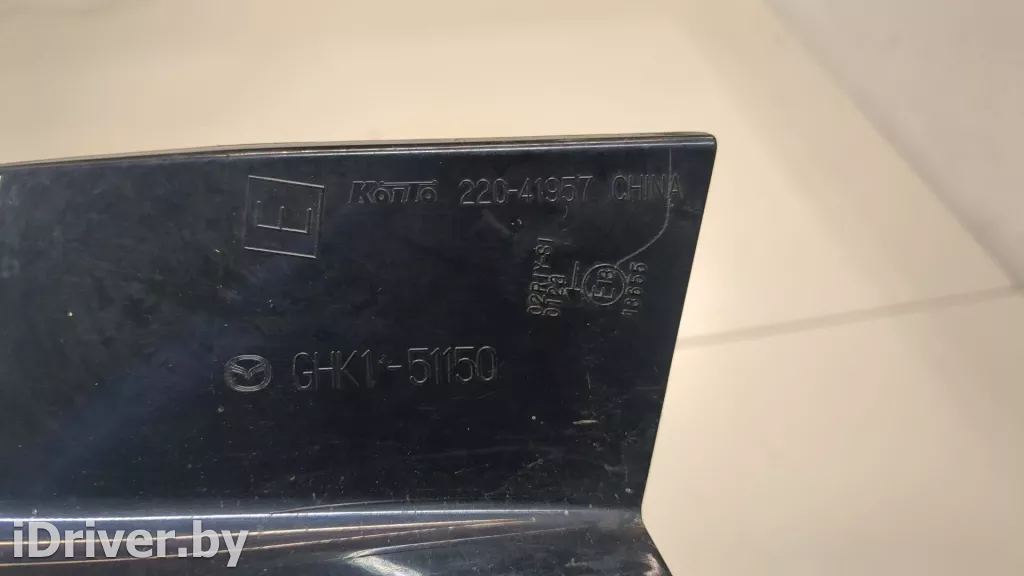 E Koito 220-41957 CHINA
GHK1-51150
iDriver.by